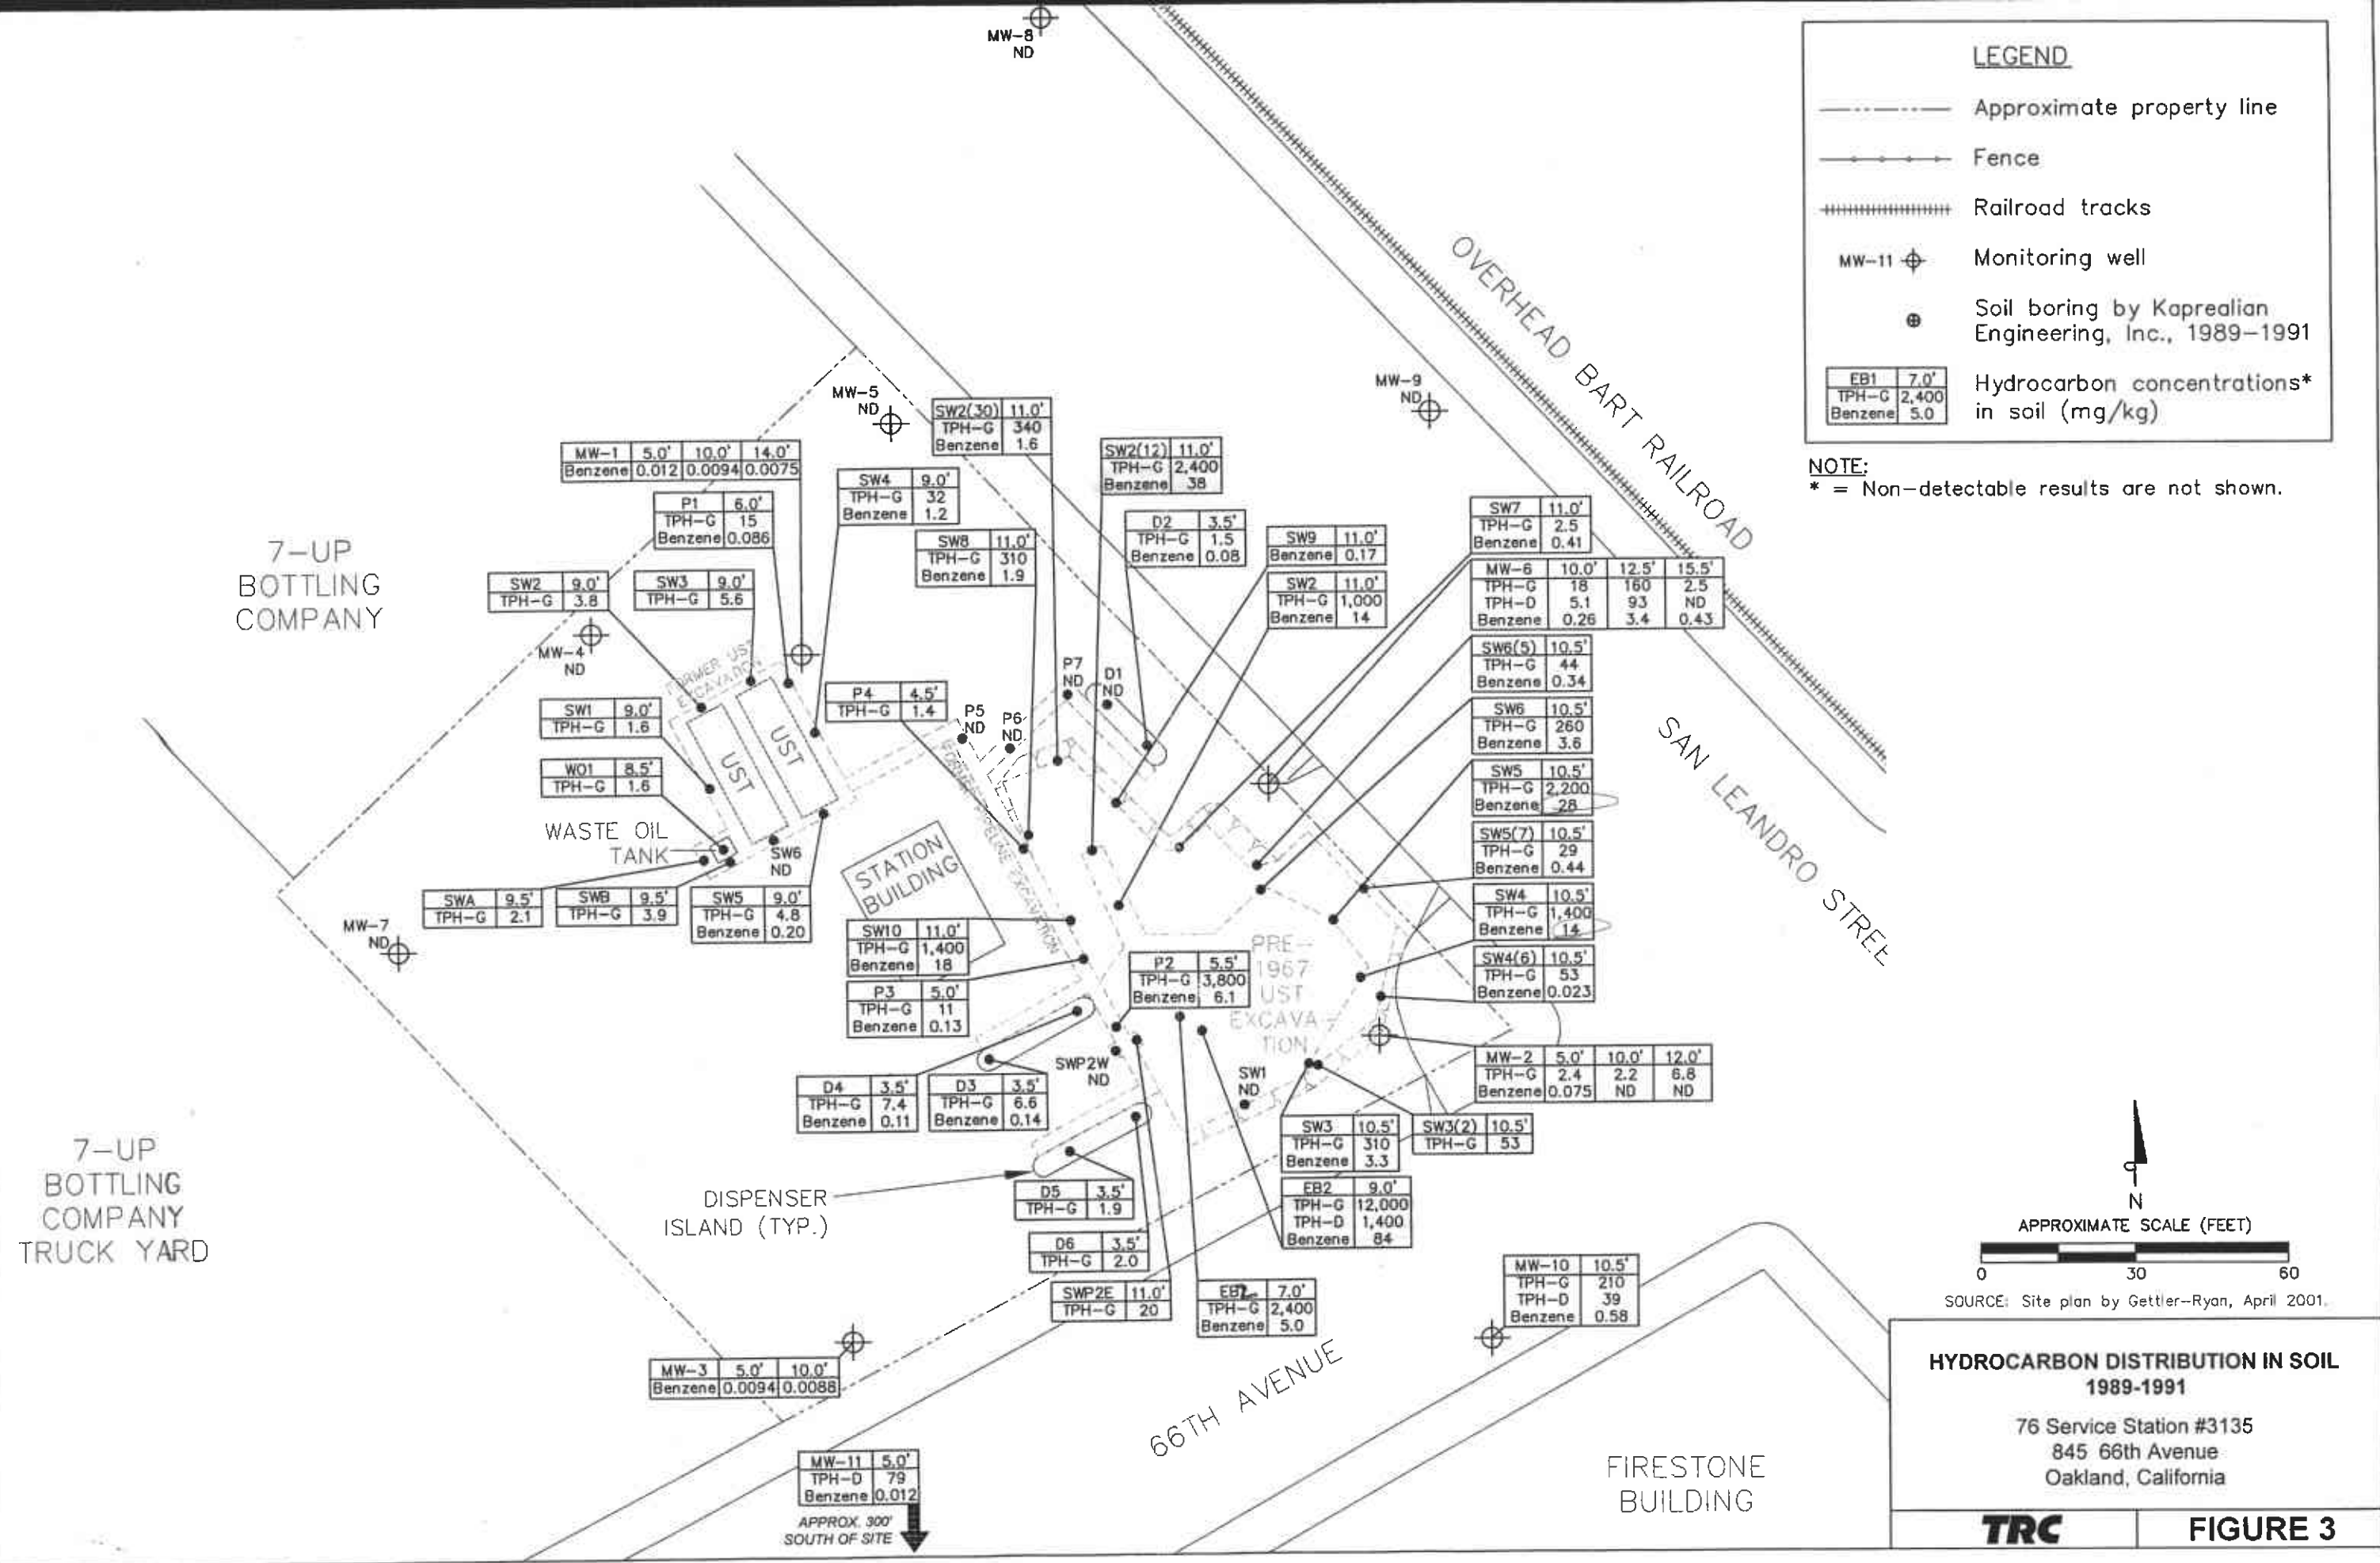 MW-8
ND
LEGEND
Approximate property line
Fence
Railroad tracks
MW-11
Monitoring well
Soil boring by Kaprealian
Engineering, Inc., 1989-1991
EB1 7.0'
TPH-G 2,400
Benzene 5.0
Hydrocarbon concentrations*
in soil (mg/kg)
NOTE:
* = Non-detectable results are not shown.
OVERHEAD BART RAILROAD
SAN LEANDRO STREE
MW-9
ND
MW-5
ND
SW2(30) 11.0'
TPH-G 340
Benzene 1.6
MW-1 5.0' 10.0' 14.0'
Benzene 0.012 0.0094 0.0075
SW2(12) 11.0'
TPH-G 2,400
Benzene 38
SW4 9.0'
TPH-G 32
Benzene 1.2
P1 6.0'
TPH-G 15
Benzene 0.086
SW8 11.0'
TPH-G 310
Benzene 1.9
D2 3.5'
TPH-G 1.5
Benzene 0.08
SW9 11.0'
Benzene 0.17
SW2 11.0'
TPH-G 1,000
Benzene 14
SW7 11.0'
TPH-G 2.5
Benzene 0.41
MW-6 10.0' 12.5' 15.5'
TPH-G 18 160 2.5
TPH-D 5.1 93 ND
Benzene 0.26 3.4 0.43
SW6(5) 10.5'
TPH-G 44
Benzene 0.34
SW6 10.5'
TPH-G 260
Benzene 3.6
SW5 10.5'
TPH-G 2,200
Benzene 28
SW5(7) 10.5'
TPH-G 29
Benzene 0.44
SW4 10.5'
TPH-G 1,400
Benzene 14
SW4(6) 10.5'
TPH-G 53
Benzene 0.023
MW-2 5.0' 10.0' 12.0'
TPH-G 2.4 2.2 6.8
Benzene 0.075 ND ND
7-UP
BOTTLING
COMPANY
SW2 9.0'
TPH-G 3.8
SW3 9.0'
TPH-G 5.6
MW-4
ND
FORMER UST
EXCAVATION
UST
UST
SW1 9.0'
TPH-G 1.6
WO1 8.5'
TPH-G 1.6
WASTE OIL
TANK
SW6
ND
SWA 9.5'
TPH-G 2.1
SWB 9.5'
TPH-G 3.9
SW5 9.0'
TPH-G 4.8
Benzene 0.20
P4 4.5'
TPH-G 1.4
P5
ND
P6
ND
P7
ND
D1
ND
FORMER PIPELINE EXCAVATION
STATION
BUILDING
MW-7
ND
SW10 11.0'
TPH-G 1,400
Benzene 18
P3 5.0'
TPH-G 11
Benzene 0.13
P2 5.5'
TPH-G 3,800
Benzene 6.1
PRE-
1967
UST
EXCAVA-
TION
SWP2W
ND
SW1
ND
D4 3.5'
TPH-G 7.4
Benzene 0.11
D3 3.5'
TPH-G 6.6
Benzene 0.14
SW3 10.5'
TPH-G 310
Benzene 3.3
SW3(2) 10.5'
TPH-G 53
7-UP
BOTTLING
COMPANY
TRUCK YARD
DISPENSER
ISLAND (TYP.)
D5 3.5'
TPH-G 1.9
EB2 9.0'
TPH-G 12,000
TPH-D 1,400
Benzene 84
D6 3.5'
TPH-G 2.0
SWP2E 11.0'
TPH-G 20
EB2 7.0'
TPH-G 2,400
Benzene 5.0
MW-10 10.5'
TPH-G 210
TPH-D 39
Benzene 0.58
MW-3 5.0' 10.0'
Benzene 0.0094 0.0088
66TH AVENUE
MW-11 5.0'
TPH-D 79
Benzene 0.012
APPROX. 300'
SOUTH OF SITE
FIRESTONE
BUILDING
N
APPROXIMATE SCALE (FEET)
0 30 60
SOURCE: Site plan by Gettler-Ryan, April 2001.
HYDROCARBON DISTRIBUTION IN SOIL
1989-1991
76 Service Station #3135
845 66th Avenue
Oakland, California
TRC
FIGURE 3